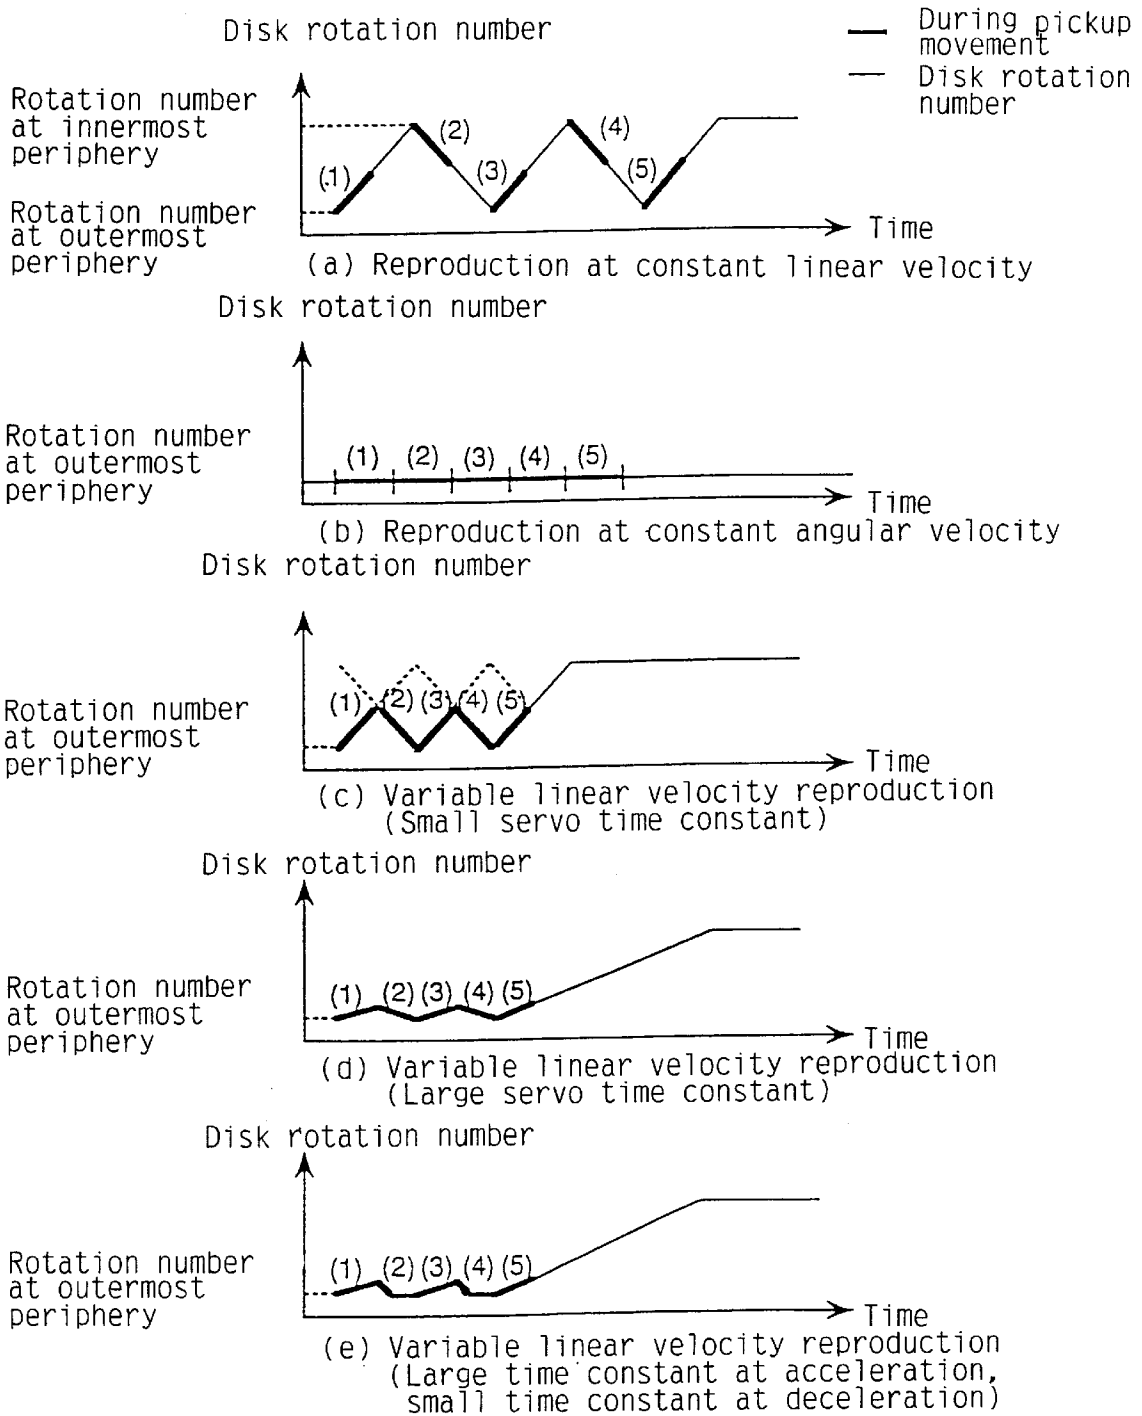 Disk rotation number
During pickup
movement
Disk rotation
number
Rotation number
at innermost
periphery
(1) (2) (3) (4) (5)
Rotation number
at outermost
periphery
Time
(a) Reproduction at constant linear velocity
Disk rotation number
Rotation number
at outermost
periphery
(1) (2) (3) (4) (5)
Time
(b) Reproduction at constant angular velocity
Disk rotation number
Rotation number
at outermost
periphery
(1) (2) (3) (4) (5)
Time
(c) Variable linear velocity reproduction
(Small servo time constant)
Disk rotation number
Rotation number
at outermost
periphery
(1) (2) (3) (4) (5)
Time
(d) Variable linear velocity reproduction
(Large servo time constant)
Disk rotation number
Rotation number
at outermost
periphery
(1) (2) (3) (4) (5)
Time
(e) Variable linear velocity reproduction
(Large time constant at acceleration,
small time constant at deceleration)